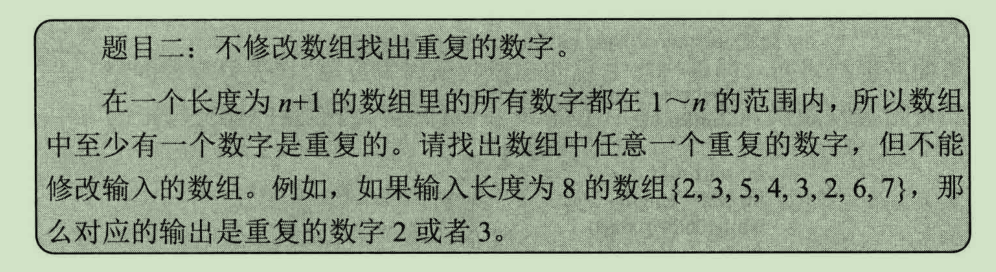 题目二：不修改数组找出重复的数字。
在一个长度为 n+1 的数组里的所有数字都在 1～n 的范围内，所以数组
中至少有一个数字是重复的。请找出数组中任意一个重复的数字，但不能
修改输入的数组。例如，如果输入长度为 8 的数组{2, 3, 5, 4, 3, 2, 6, 7}，那
么对应的输出是重复的数字 2 或者 3。